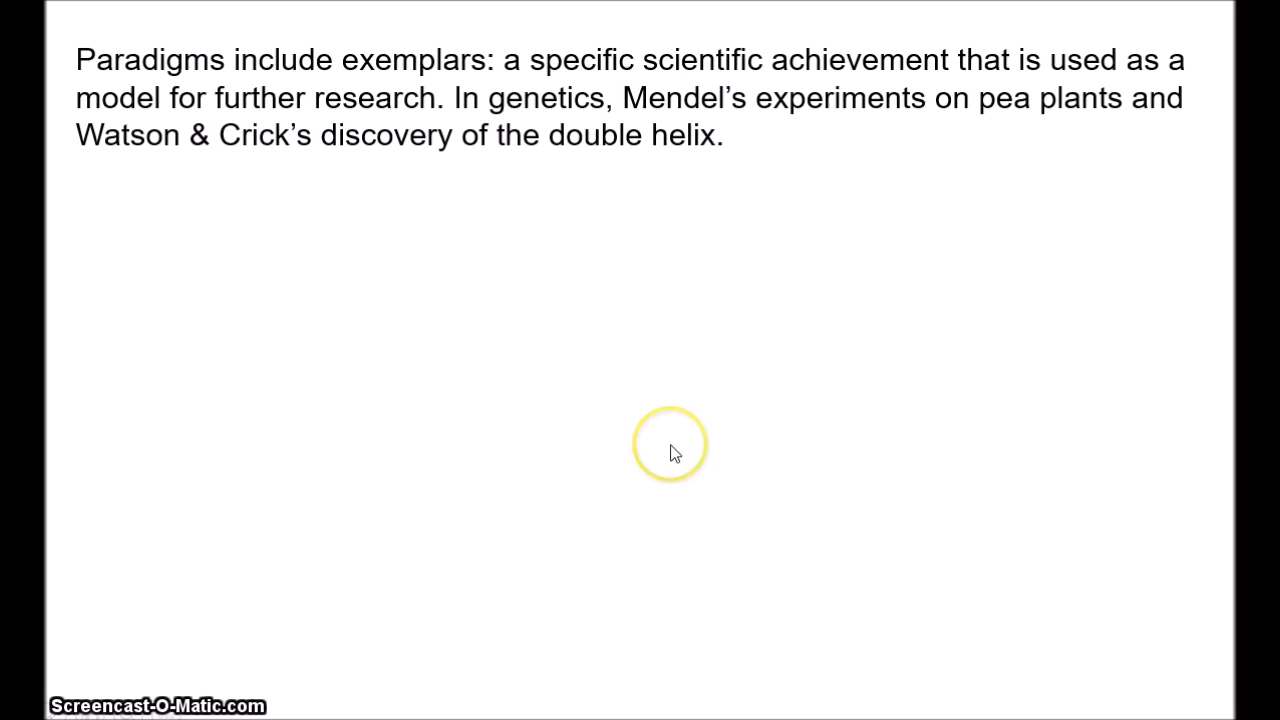 Paradigms include exemplars: a specific scientific achievement that is used as a
model for further research. In genetics, Mendel’s experiments on pea plants and
Watson & Crick’s discovery of the double helix.
Screencast-O-Matic.com